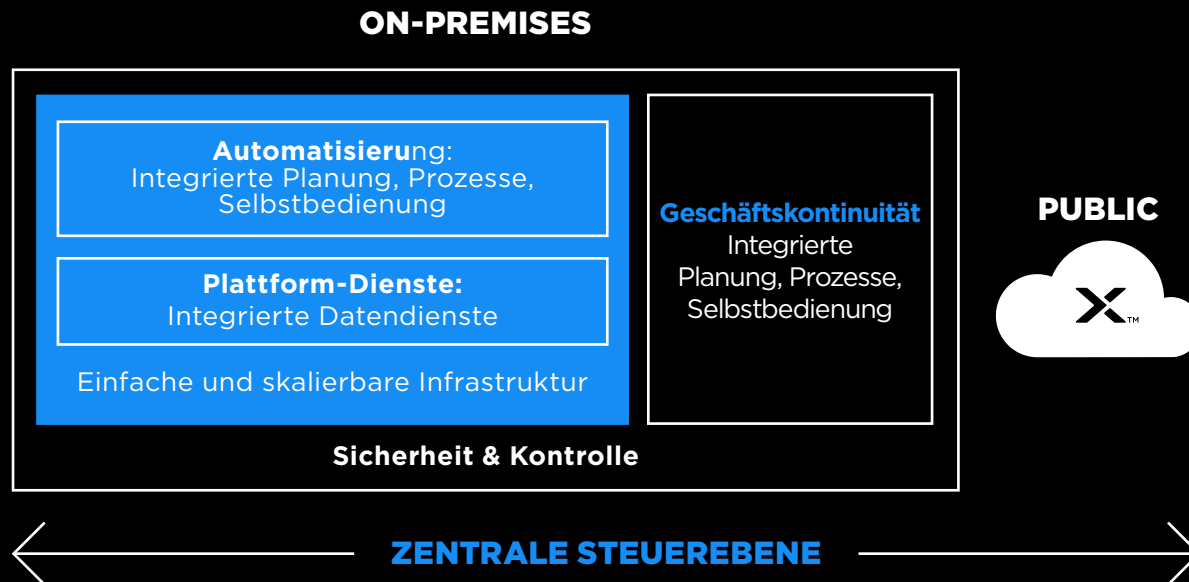 ON-PREMISES
Automatisierung:
Integrierte Planung, Prozesse,
Selbstbedienung
Plattform-Dienste:
Integrierte Datendienste
Einfache und skalierbare Infrastruktur
Geschäftskontinuität
Integrierte
Planung, Prozesse,
Selbstbedienung
Sicherheit & Kontrolle
PUBLIC
X™
ZENTRALE STEUEREBENE